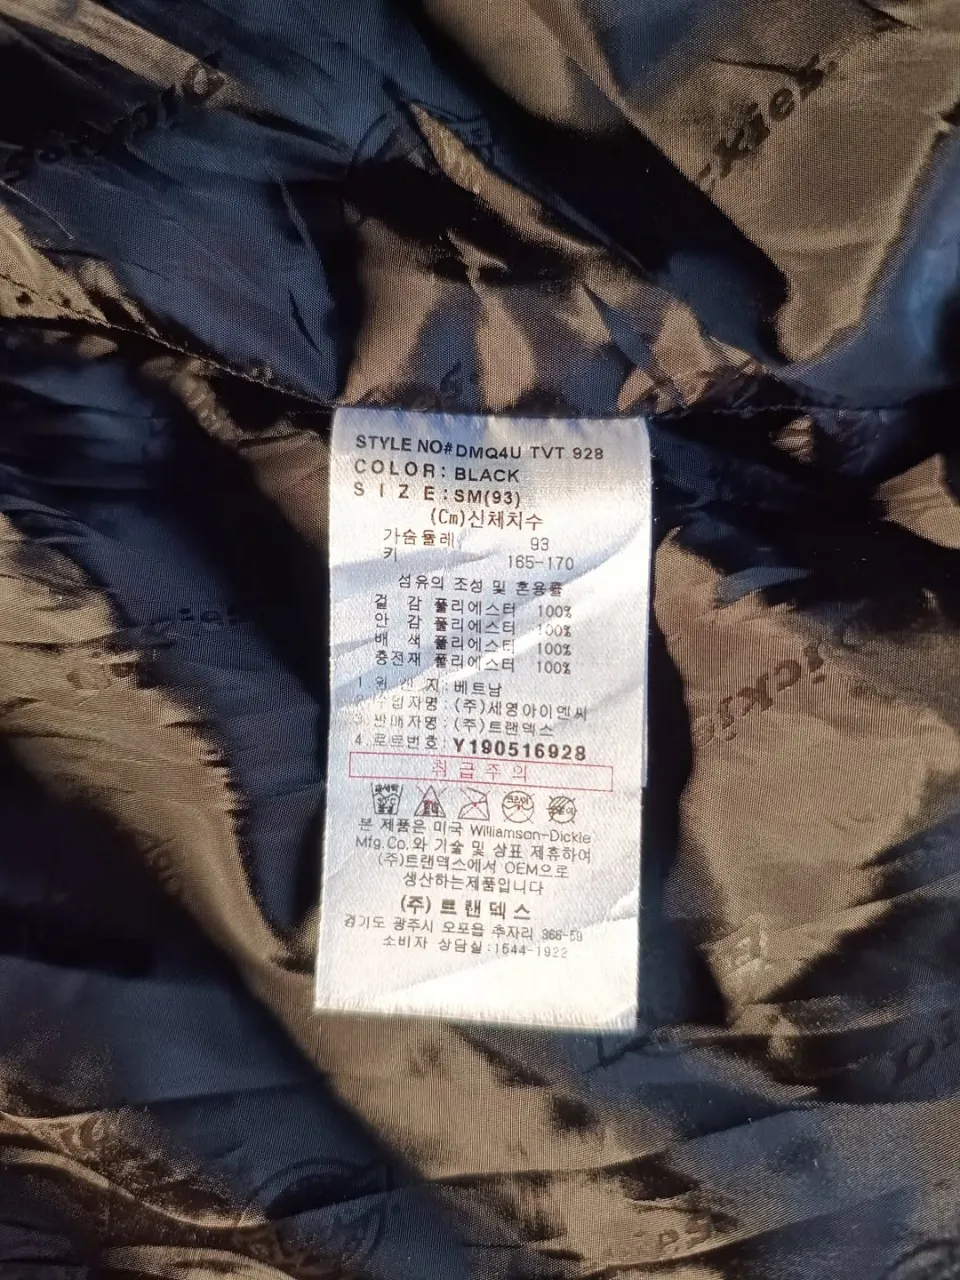 Dickies
ckies
STYLE NO#DMQ4U TVT 928
COLOR: BLACK
SIZE: SM(93)
(Cm)신체치수
가슴둘레 93
키 165-170
섬유의 조성 및 혼용률
겉 감 폴리에스터 100%
안 감 폴리에스터 100%
배 색 폴리에스터 100%
충전재 폴리에스터 100%
1. 원 산 지: 베트남
2. 수입자명: (주)세영아이엔씨
3. 판매자명: (주)트랜덱스
4. 로트번호: Y190516928
취급주의
본 제품은 미국 Williamson-Dickie
Mfg.Co.와 기술 및 상표 제휴하여
(주)트랜덱스에서 OEM으로
생산하는제품입니다
(주)트랜덱스
경기도 광주시 오포읍 추자리 366-59
소비자 상담실:1544-1922
ickies